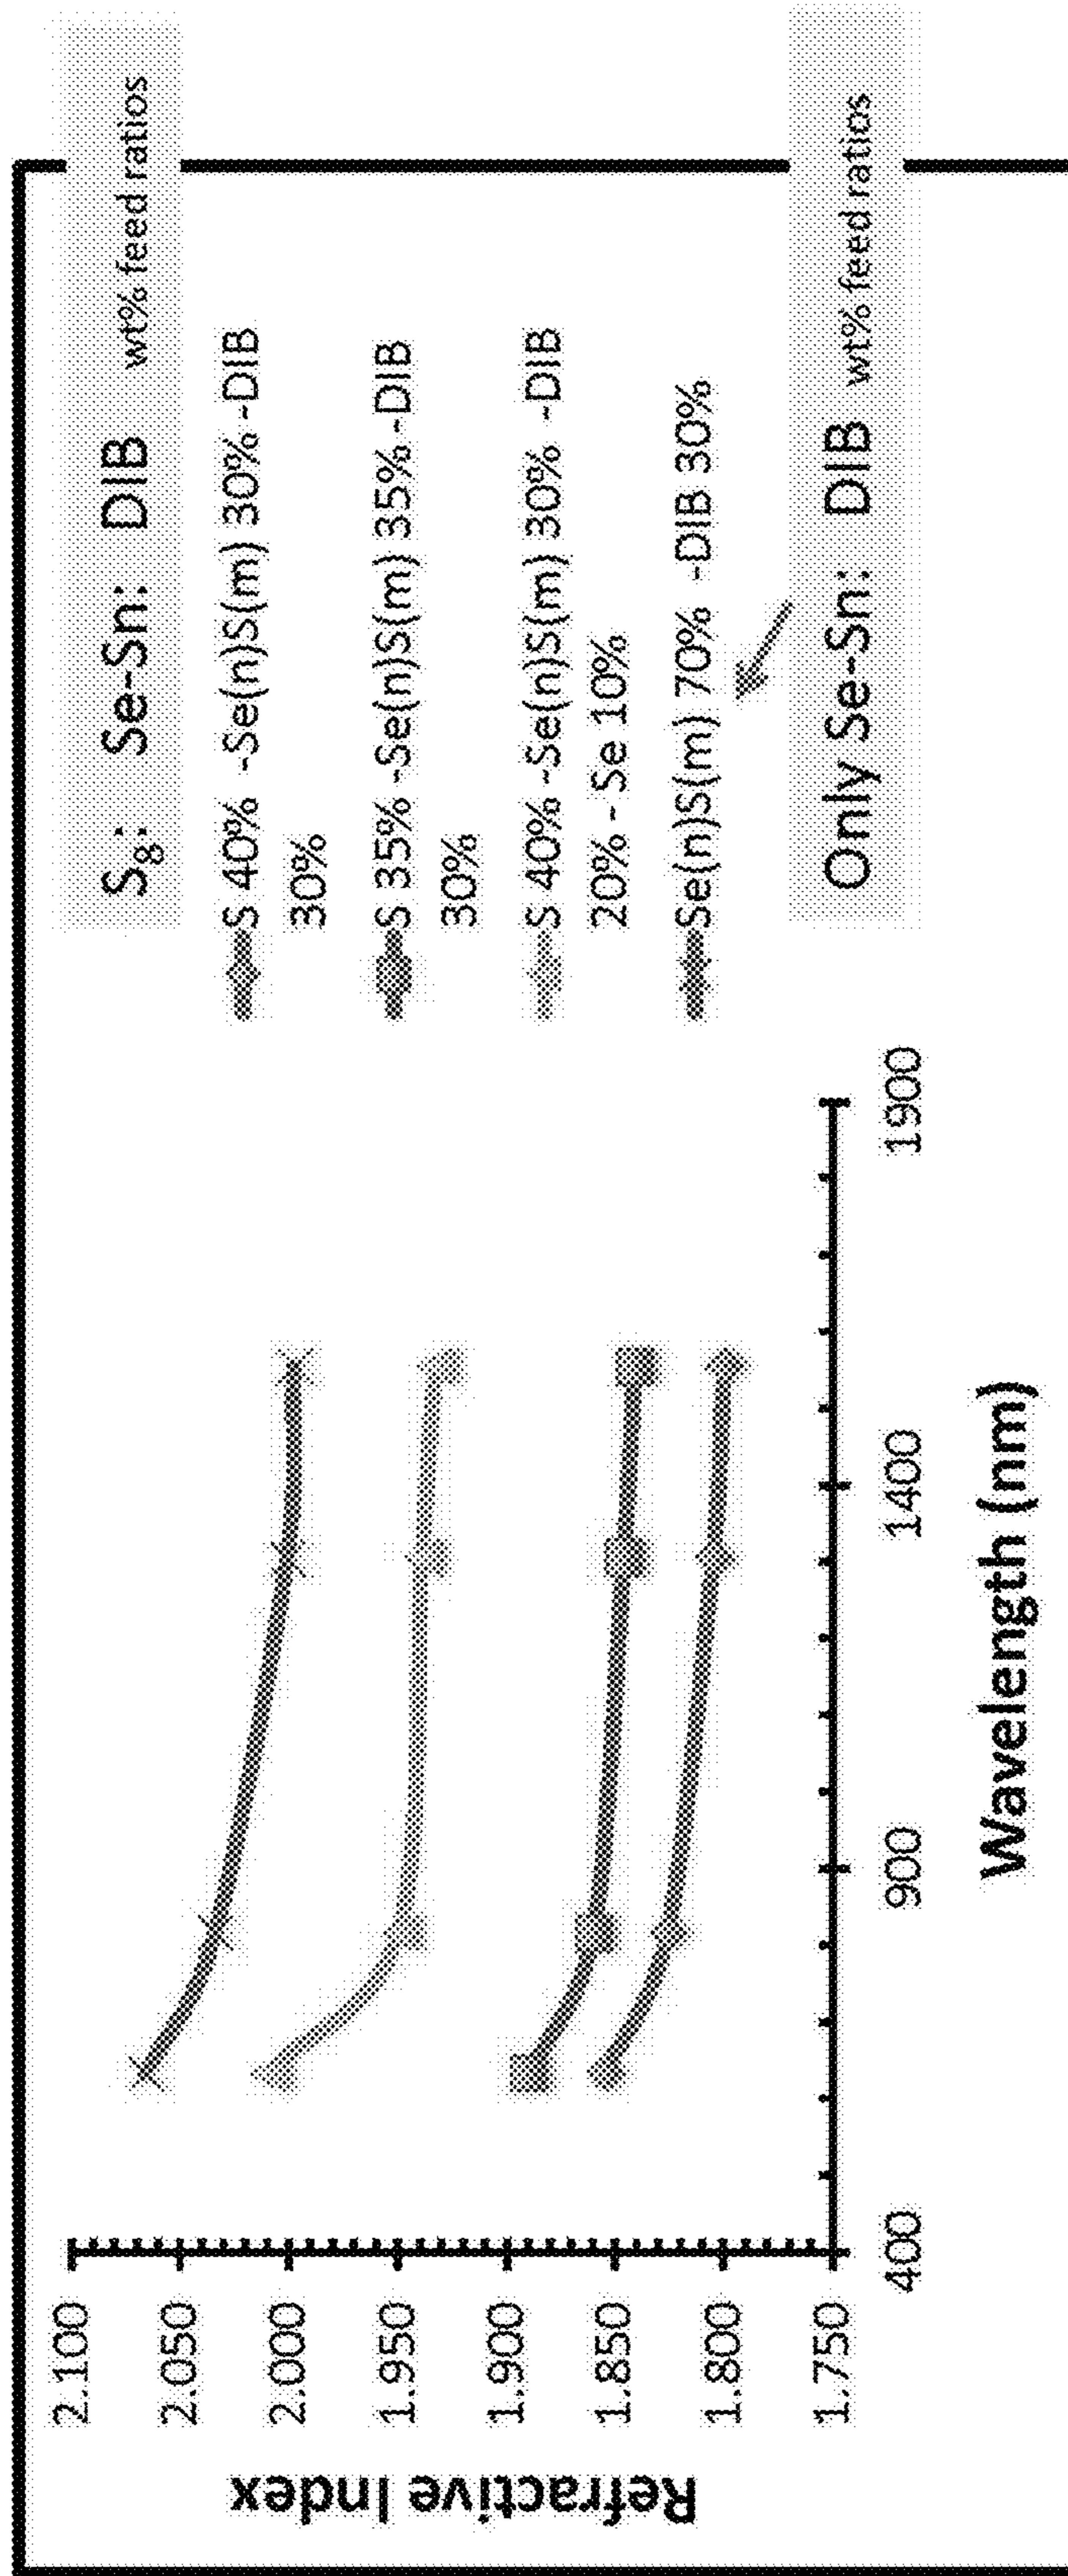 Refractive Index
2.100
2.050
2.000
1.950
1.900
1.850
1.800
1.750
400
900
1400
1900
Wavelength (nm)
S₈: Se-Sn: DIB wt% feed ratios
S 40% -Se(n)S(m) 30% -DIB
30%
S 35% -Se(n)S(m) 35% -DIB
30%
S 40% -Se(n)S(m) 30% -DIB
20% - Se 10%
Se(n)S(m) 70% -DIB 30%
Only Se-Sn: DIB wt% feed ratios